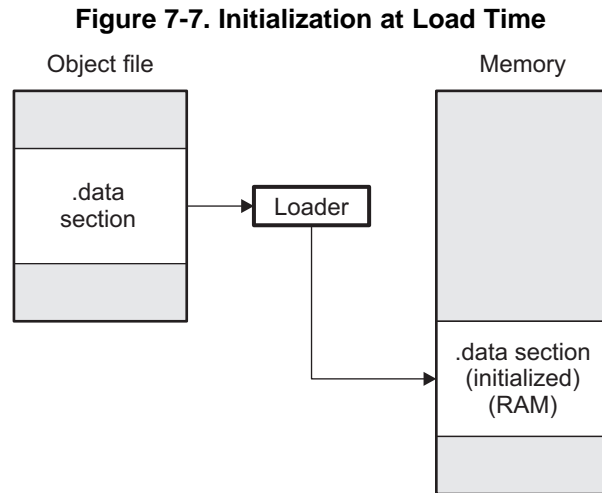 Figure 7-7. Initialization at Load Time
Object file
Memory
.data
section
Loader
.data section
(initialized)
(RAM)